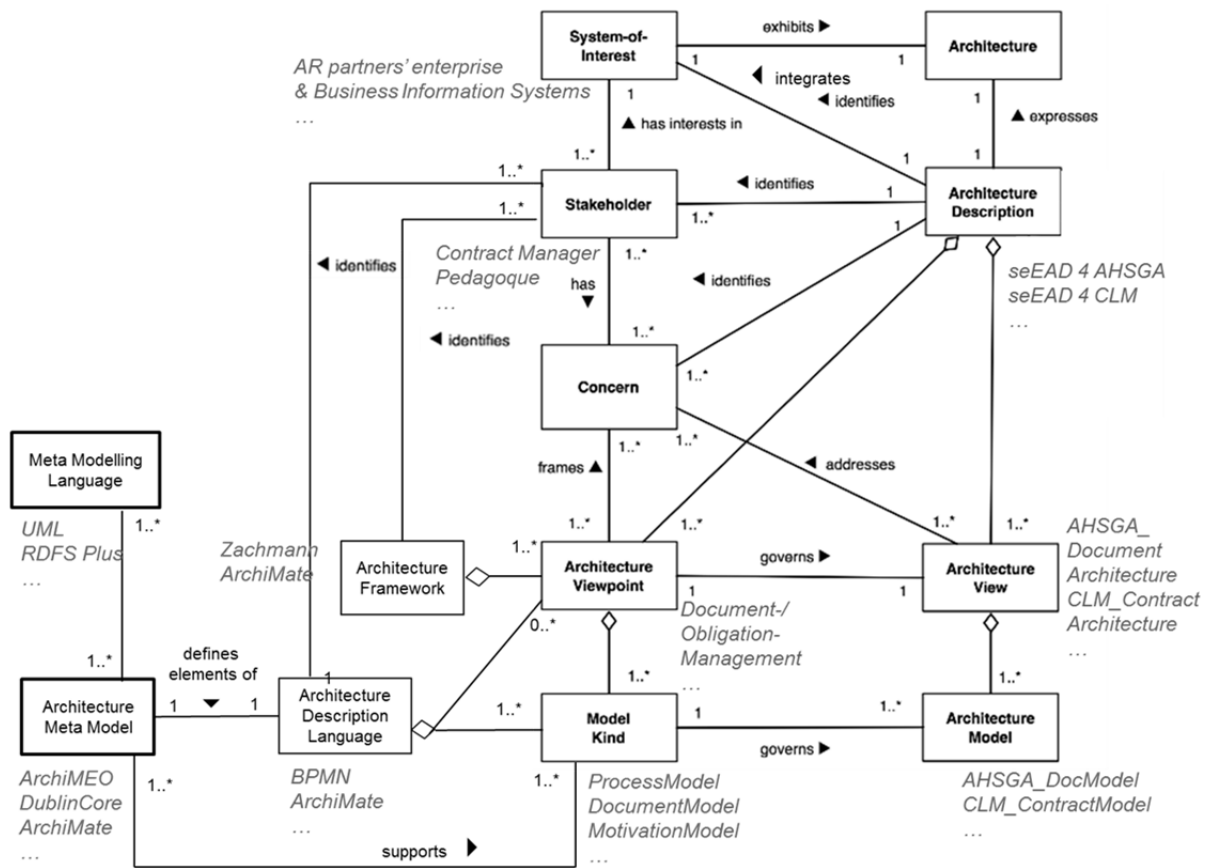 System-of-
Interest
exhibits ►
Architecture
1
1
AR partners’ enterprise
& Business Information Systems
…
◄ integrates
◄ identifies
1
1
1
▲ has interests in
▲ expresses
1..*
1
1
1..*
Stakeholder
◄ identifies
1
Architecture
Description
1..*
1..*
1
1..*
Contract Manager
Pedagoque
…
◄ identifies
has
▼
◄ identifies
seEAD 4 AHSGA
seEAD 4 CLM
…
◄ identifies
1..*
Concern
1..*
1..*
1..*
Meta Modelling
Language
frames ▲
◄ addresses
1..*
UML
RDFS Plus
…
Zachmann
ArchiMate
Architecture
Framework
1..*
1..*
1..*
1..*
1..*
Architecture
Viewpoint
governs ►
1
1
Architecture
View
AHSGA_
Document
Architecture
CLM_Contract
Architecture
…
0..*
Document-/
Obligation-
Management
…
1..*
defines
elements of
▼
1
1..*
1..*
Architecture
Meta Model
1
1
Architecture
Description
Language
1..*
Model
Kind
1
1..*
governs ►
Architecture
Model
ArchiMEO
DublinCore
ArchiMate
…
1..*
BPMN
ArchiMate
…
1..*
ProcessModel
DocumentModel
MotivationModel
…
AHSGA_DocModel
CLM_ContractModel
…
supports ►